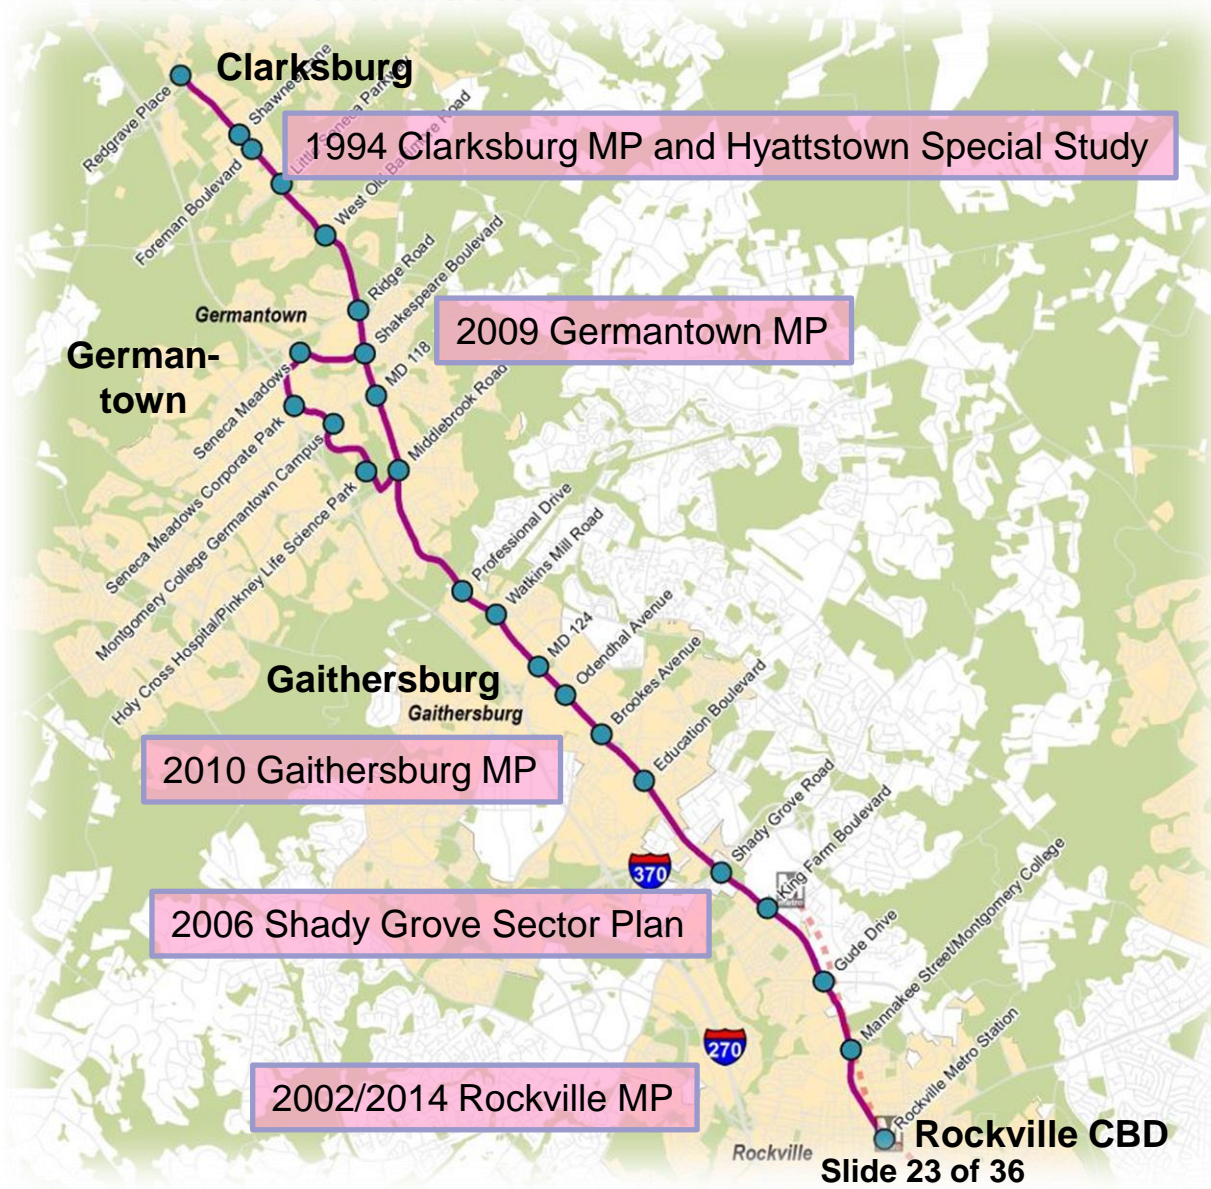 Clarksburg
Redgrave Place
Shawnee Lane
Foreman Boulevard
Little Seneca Parkway
1994 Clarksburg MP and Hyattstown Special Study
West Old Baltimore Road
Ridge Road
Shakespeare Boulevard
Germantown
2009 Germantown MP
German-
town
MD 118
Seneca Meadows
Middlebrook Road
Seneca Meadows Corporate Park
Montgomery College Germantown Campus
Holy Cross Hospital/Pinkney Life Science Park
Professional Drive
Watkins Mill Road
MD 124
Odendhal Avenue
Gaithersburg
Gaithersburg
Brookes Avenue
2010 Gaithersburg MP
Education Boulevard
Shady Grove Road
370
King Farm Boulevard
M
metro
2006 Shady Grove Sector Plan
Gude Drive
Mannakee Street/Montgomery College
270
2002/2014 Rockville MP
Rockville Metro Station
Rockville CBD
Rockville
Slide 23 of 36